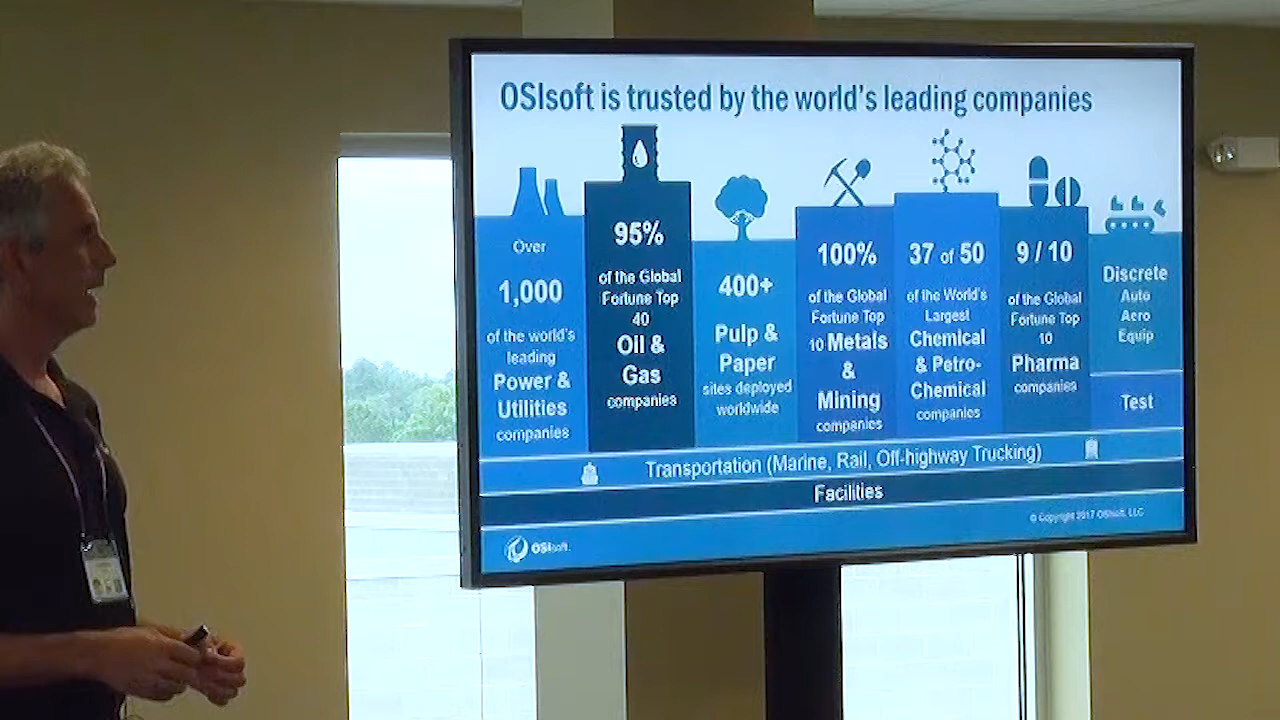 OSIsoft is trusted by the world's leading companies
Over
1,000
of the world's
leading
Power &
Utilities
companies
95%
of the Global
Fortune Top
40
Oil &
Gas
companies
400+
Pulp &
Paper
sites deployed
worldwide
100%
of the Global
Fortune Top
10 Metals
&
Mining
companies
37 of 50
of the World's
Largest
Chemical
& Petro-
Chemical
companies
9 / 10
of the Global
Fortune Top
10
Pharma
companies
Discrete
Auto
Aero
Equip
Test
Transportation (Marine, Rail, Off-highway Trucking)
Facilities
© Copyright 2017 OSIsoft, LLC
OSIsoft.